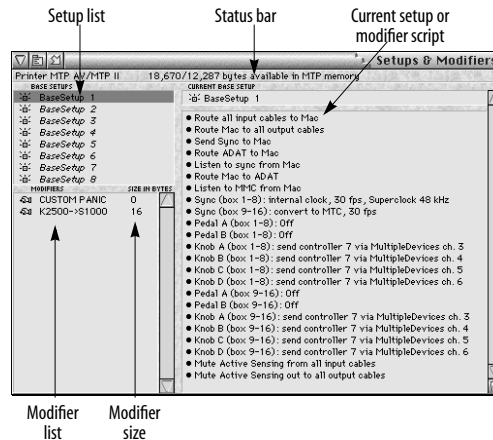 Setup list
Status bar
Current setup or
modifier script
Setups & Modifiers
Printer MTP AV/MTP II 18,670/12,287 bytes available in MTP memory
BASE SETUPS
CURRENT BASE SETUP
BaseSetup 1
BaseSetup 2
BaseSetup 3
BaseSetup 4
BaseSetup 5
BaseSetup 6
BaseSetup 7
BaseSetup 8
MODIFIERS SIZE IN BYTES
CUSTOM PANIC 0
K2500->S1000 16
BaseSetup 1
• Route all input cables to Mac
• Route Mac to all output cables
• Send Sync to Mac
• Route ADAT to Mac
• Listen to sync from Mac
• Route Mac to ADAT
• Listen to MMC from Mac
• Sync (box 1-8): internal clock, 30 fps, Superclock 48 kHz
• Sync (box 9-16): convert to MTC, 30 fps
• Pedal A (box 1-8): Off
• Pedal B (box 1-8): Off
• Knob A (box 1-8): send controller 7 via MultipleDevices ch. 3
• Knob B (box 1-8): send controller 7 via MultipleDevices ch. 4
• Knob C (box 1-8): send controller 7 via MultipleDevices ch. 5
• Knob D (box 1-8): send controller 7 via MultipleDevices ch. 6
• Pedal A (box 9-16): Off
• Pedal B (box 9-16): Off
• Knob A (box 9-16): send controller 7 via MultipleDevices ch. 3
• Knob B (box 9-16): send controller 7 via MultipleDevices ch. 4
• Knob C (box 9-16): send controller 7 via MultipleDevices ch. 5
• Knob D (box 9-16): send controller 7 via MultipleDevices ch. 6
• Mute Active Sensing from all input cables
• Mute Active Sensing out to all output cables
Modifier
list
Modifier
size